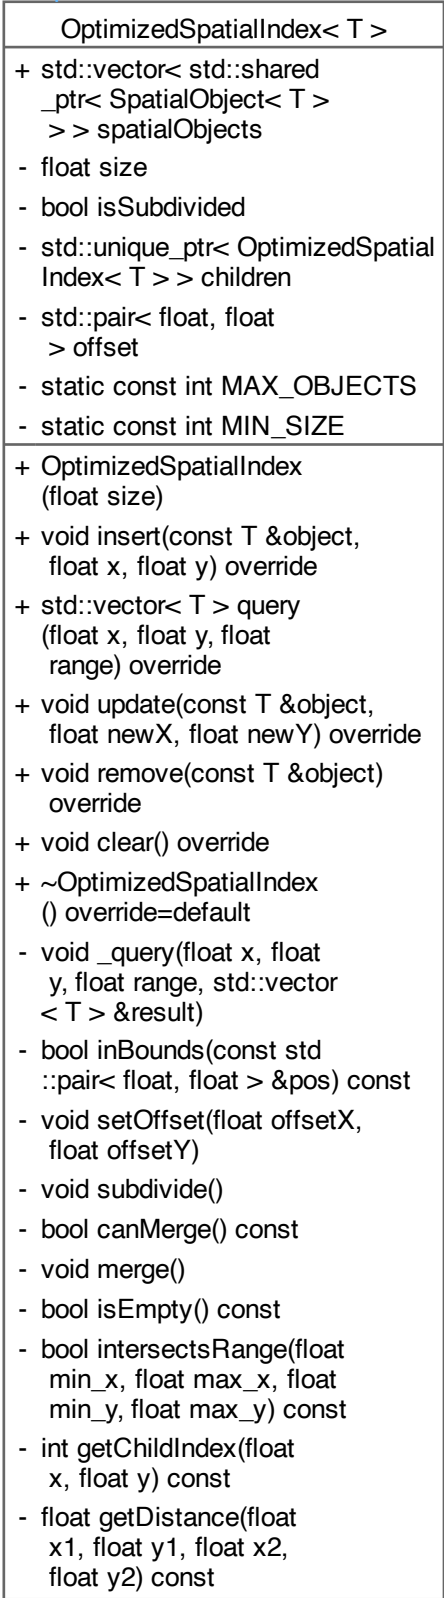 OptimizedSpatialIndex< T >
+ std::vector< std::shared
_ptr< SpatialObject< T >
> > spatialObjects
- float size
- bool isSubdivided
- std::unique_ptr< OptimizedSpatial
Index< T > > children
- std::pair< float, float
> offset
- static const int MAX_OBJECTS
- static const int MIN_SIZE
+ OptimizedSpatialIndex
(float size)
+ void insert(const T &object,
float x, float y) override
+ std::vector< T > query
(float x, float y, float
range) override
+ void update(const T &object,
float newX, float newY) override
+ void remove(const T &object)
override
+ void clear() override
+ ~OptimizedSpatialIndex
() override=default
- void _query(float x, float
y, float range, std::vector
< T > &result)
- bool inBounds(const std
::pair< float, float > &pos) const
- void setOffset(float offsetX,
float offsetY)
- void subdivide()
- bool canMerge() const
- void merge()
- bool isEmpty() const
- bool intersectsRange(float
min_x, float max_x, float
min_y, float max_y) const
- int getChildIndex(float
x, float y) const
- float getDistance(float
x1, float y1, float x2,
float y2) const